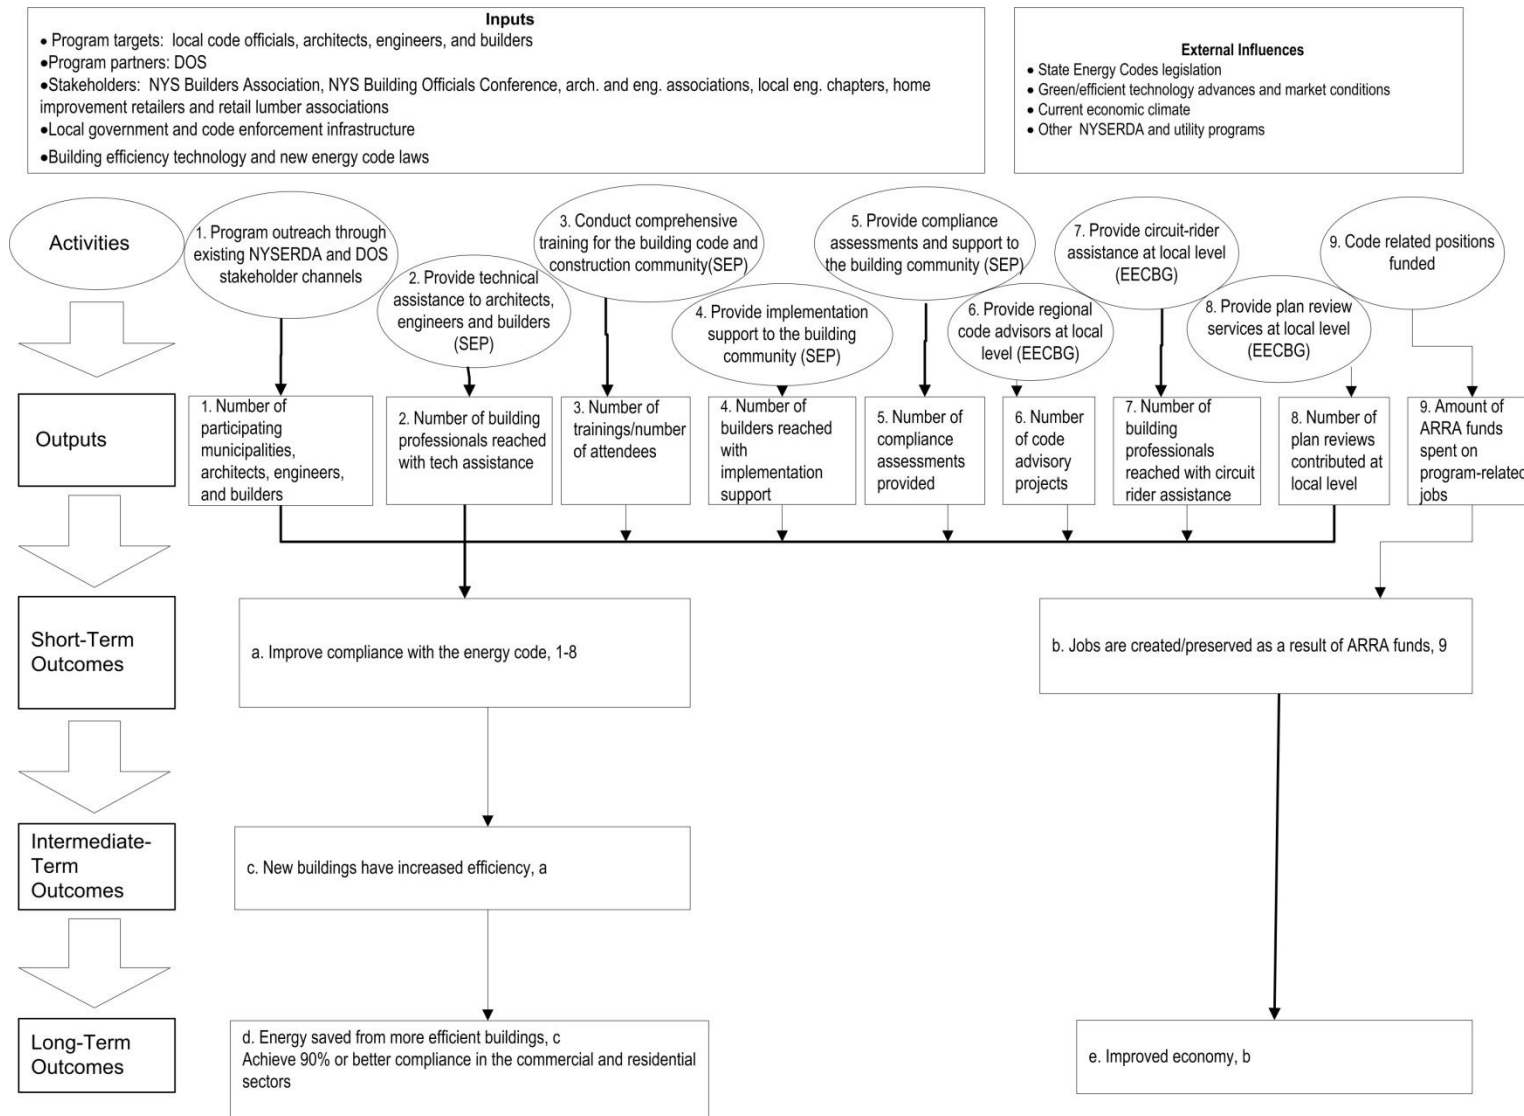 Inputs
● Program targets:  local code officials, architects, engineers, and builders
●Program partners: DOS
●Stakeholders:  NYS Builders Association, NYS Building Officials Conference, arch. and eng. associations, local eng. chapters, home
improvement retailers and retail lumber associations
●Local government and code enforcement infrastructure
●Building efficiency technology and new energy code laws
External Influences
● State Energy Codes legislation
● Green/efficient technology advances and market conditions
● Current economic climate
● Other  NYSERDA and utility programs
Activities
1. Program outreach through
existing NYSERDA and DOS
stakeholder channels
2. Provide technical
assistance to architects,
engineers and builders
(SEP)
3. Conduct comprehensive
training for the building code and
construction community(SEP)
4. Provide implementation
support to the building
community (SEP)
5. Provide compliance
assessments and support to
the building community (SEP)
6. Provide regional
code advisors at local
level (EECBG)
7. Provide circuit-rider
assistance at local level
(EECBG)
8. Provide plan review
services at local level
(EECBG)
9. Code related positions
funded
Outputs
1. Number of
participating
municipalities,
architects, engineers,
and builders
2. Number of building
professionals reached
with tech assistance
3. Number of
trainings/number
of attendees
4. Number of
builders reached
with
implementation
support
5. Number of
compliance
assessments
provided
6. Number
of code
advisory
projects
7. Number of
building
professionals
reached with circuit
rider assistance
8. Number of
plan reviews
contributed at
local level
9. Amount of
ARRA funds
spent on
program-related
jobs
Short-Term
Outcomes
a. Improve compliance with the energy code, 1-8
b. Jobs are created/preserved as a result of ARRA funds, 9
Intermediate-
Term
Outcomes
c. New buildings have increased efficiency, a
Long-Term
Outcomes
d. Energy saved from more efficient buildings, c
Achieve 90% or better compliance in the commercial and residential
sectors
e. Improved economy, b